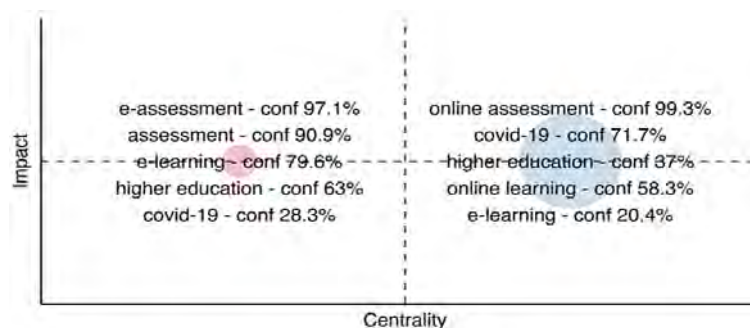 e-assessment - conf 97.1%
assessment - conf 90.9%
e-learning - conf 79.6%
higher education - conf 63%
covid-19 - conf 28.3%
online assessment - conf 99.3%
covid-19 - conf 71.7%
higher education - conf 37%
online learning - conf 58.3%
e-learning - conf 20.4%
Impact
Centrality